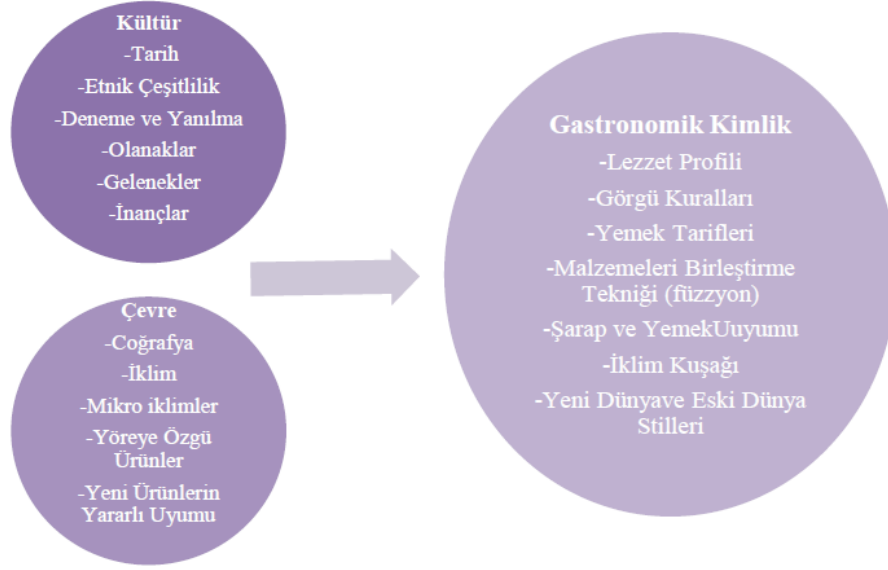 Kültür
-Tarih
-Etnik Çeşitlilik
-Deneme ve Yanılma
-Olanaklar
-Gelenekler
-İnançlar
Çevre
-Coğrafya
-İklim
-Mikro iklimler
-Yöreye Özgü
Ürünler
-Yeni Ürünlerin
Yararlı Uyumu
Gastronomik Kimlik
-Lezzet Profili
-Görgü Kuralları
-Yemek Tarifleri
-Malzemeleri Birleştirme
Tekniği (füzzyon)
-Şarap ve YemekUuyumu
-İklim Kuşağı
-Yeni Dünyave Eski Dünya
Stilleri